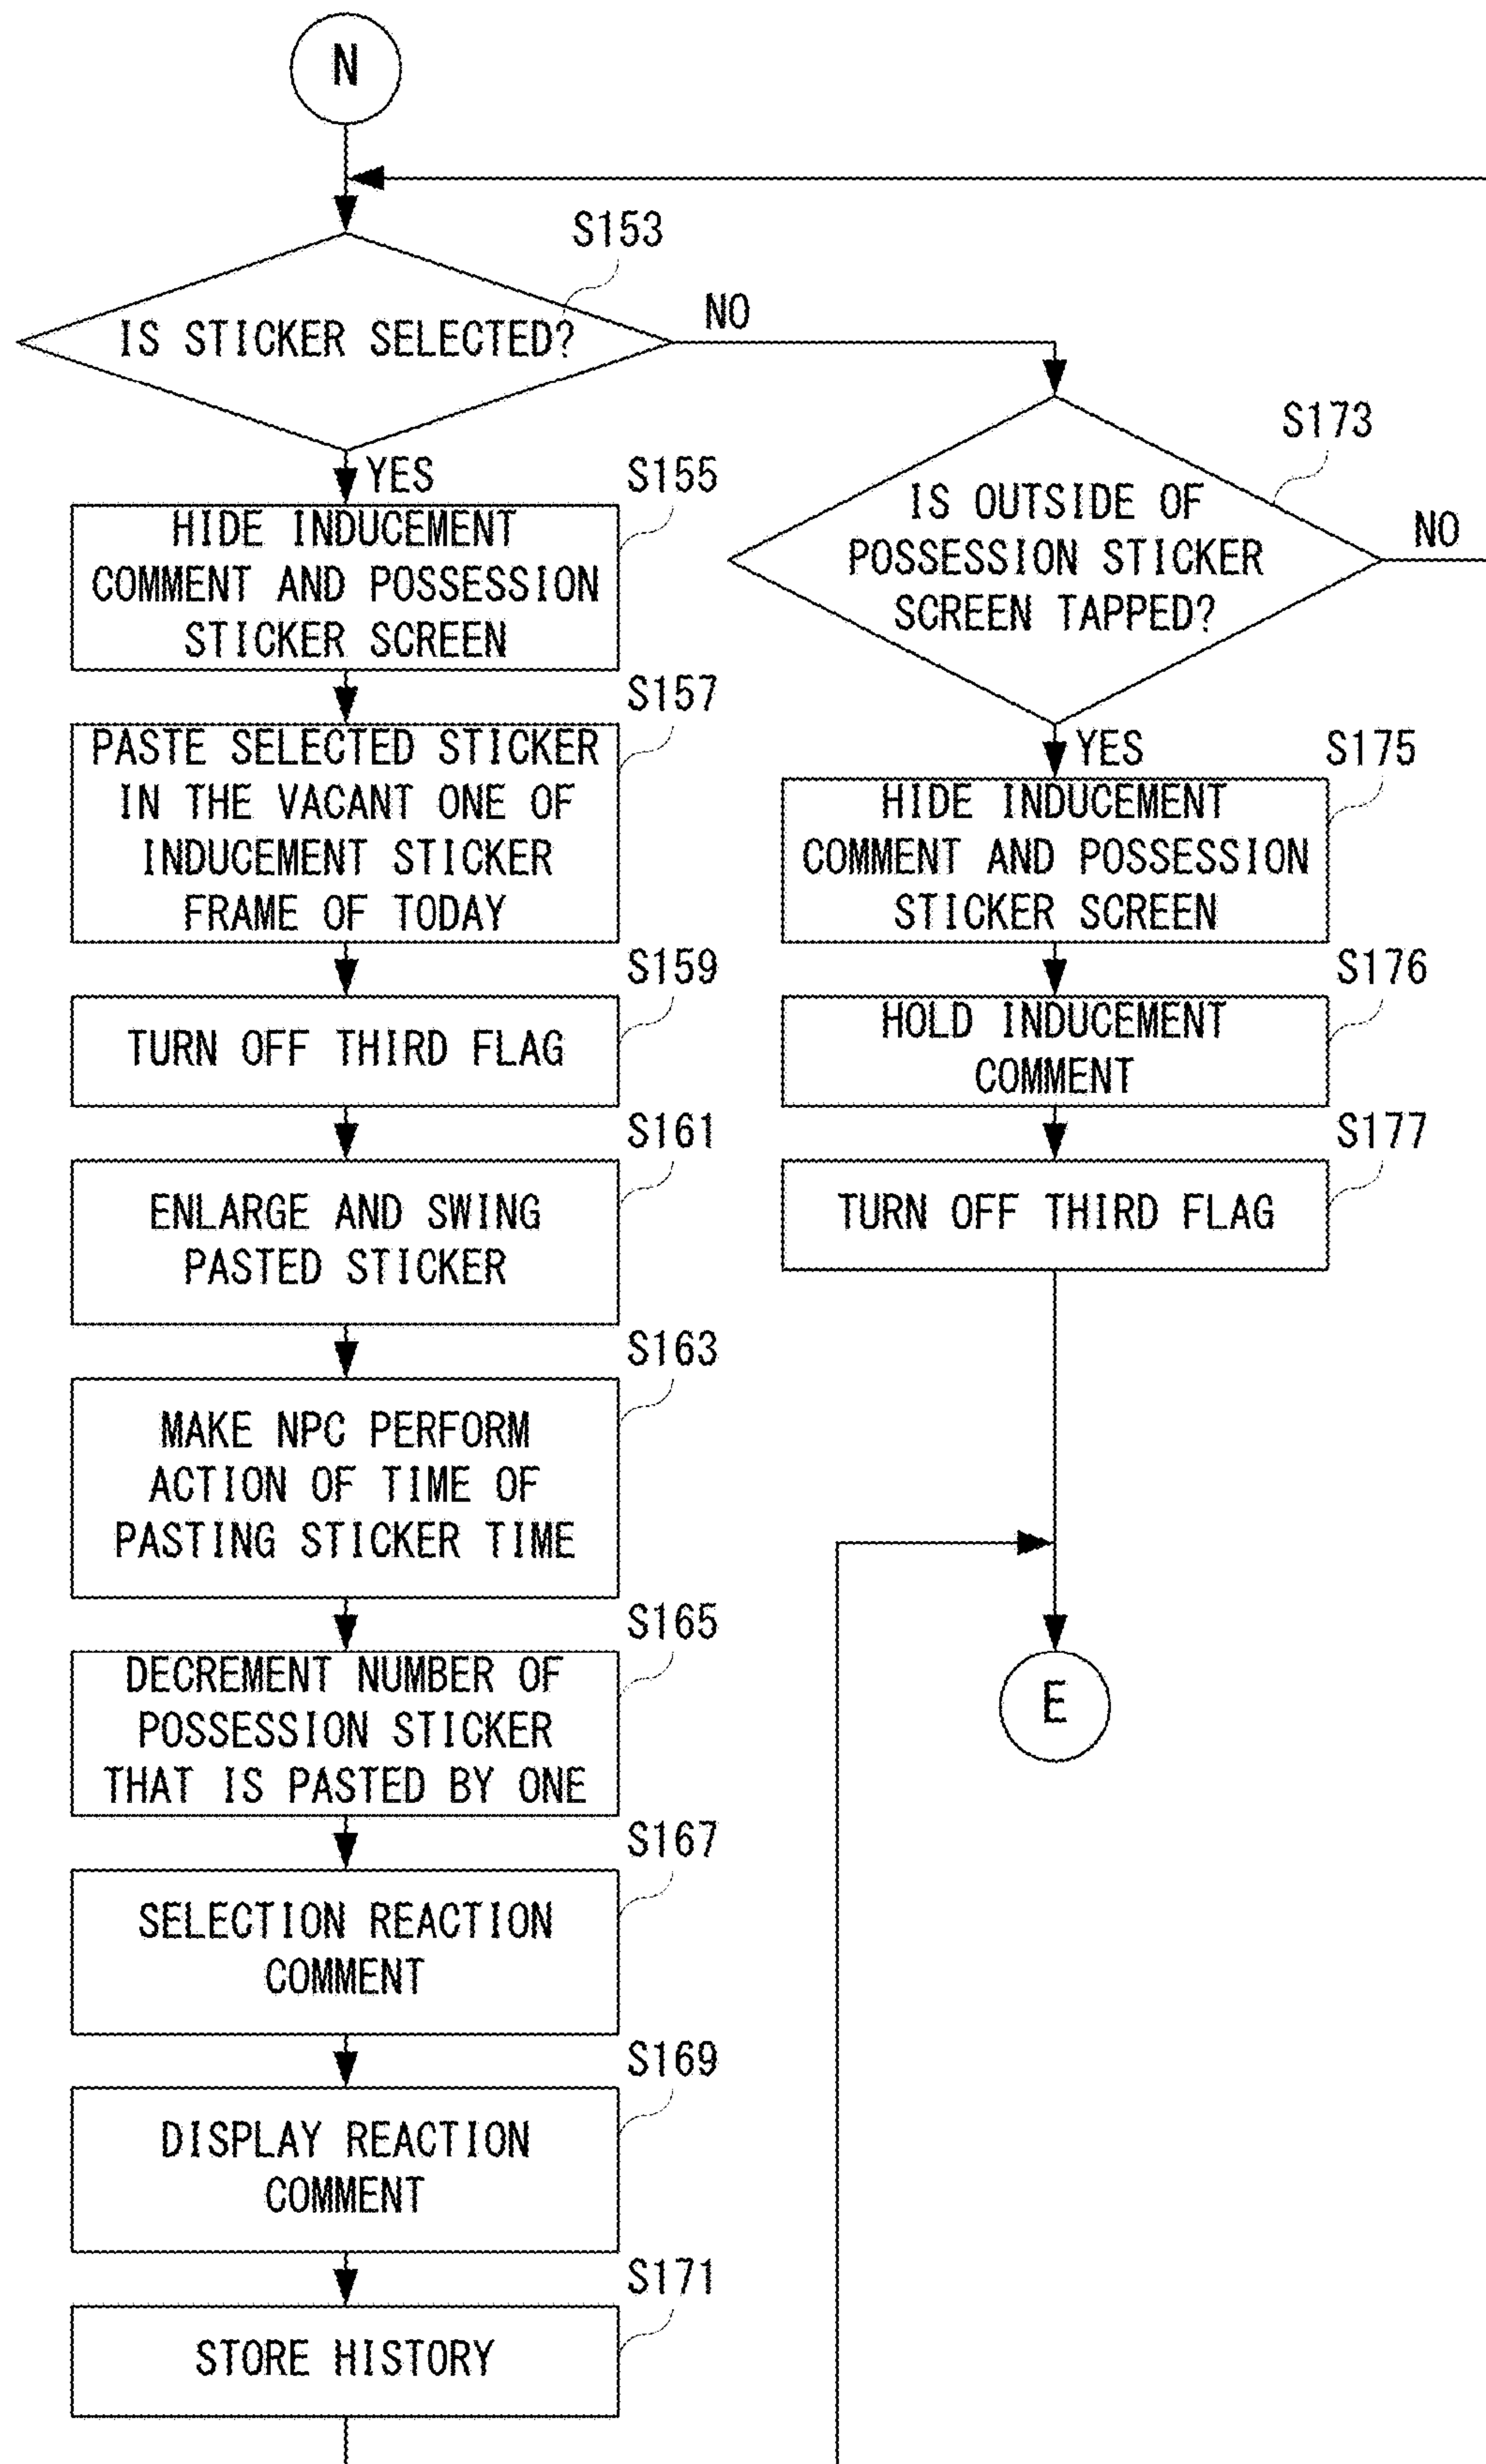 N
S153
IS STICKER SELECTED?
NO
YES
S155
HIDE INDUCEMENT
COMMENT AND POSSESSION
STICKER SCREEN
S157
PASTE SELECTED STICKER
IN THE VACANT ONE OF
INDUCEMENT STICKER
FRAME OF TODAY
S159
TURN OFF THIRD FLAG
S161
ENLARGE AND SWING
PASTED STICKER
S163
MAKE NPC PERFORM
ACTION OF TIME OF
PASTING STICKER TIME
S165
DECREMENT NUMBER OF
POSSESSION STICKER
THAT IS PASTED BY ONE
S167
SELECTION REACTION
COMMENT
S169
DISPLAY REACTION
COMMENT
S171
STORE HISTORY
S173
IS OUTSIDE OF
POSSESSION STICKER
SCREEN TAPPED?
NO
YES
S175
HIDE INDUCEMENT
COMMENT AND POSSESSION
STICKER SCREEN
S176
HOLD INDUCEMENT
COMMENT
S177
TURN OFF THIRD FLAG
E